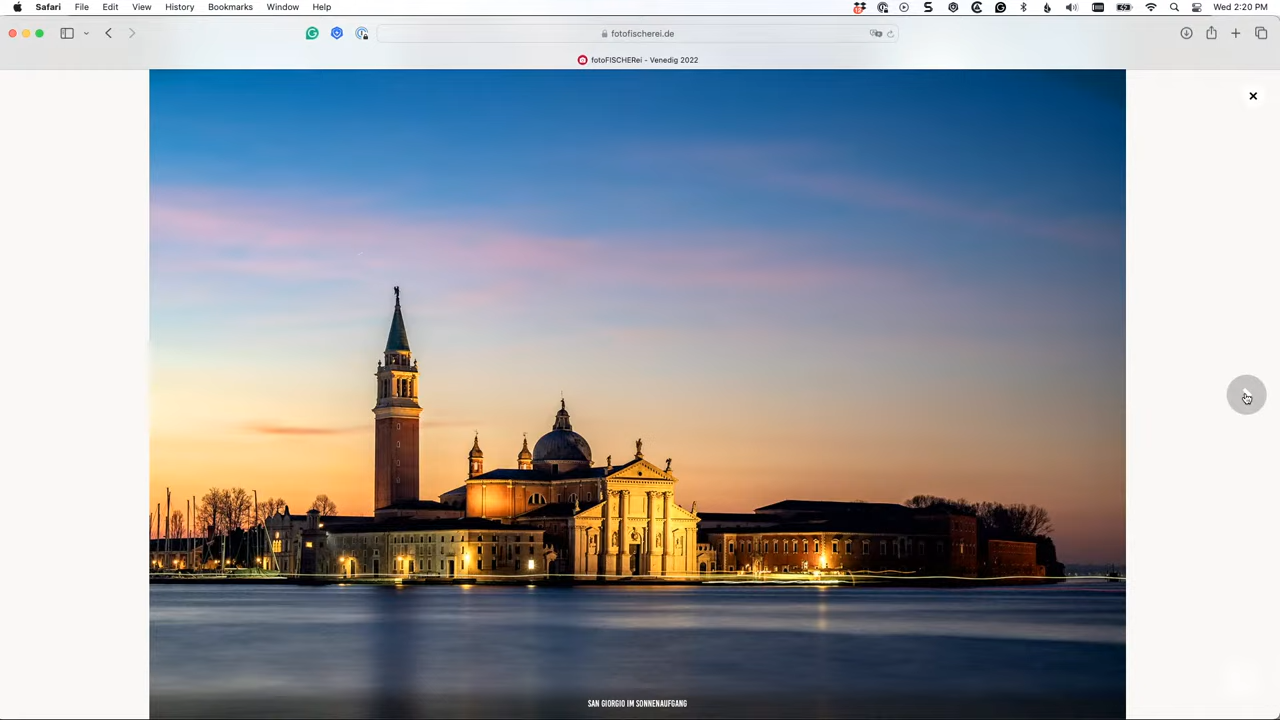 Safari File Edit View History Bookmarks Window Help Wed 2:20 PM
fotofischerei.de
fotoFISCHERei - Venedig 2022
SAN GIORGIO IM SONNENAUFGANG